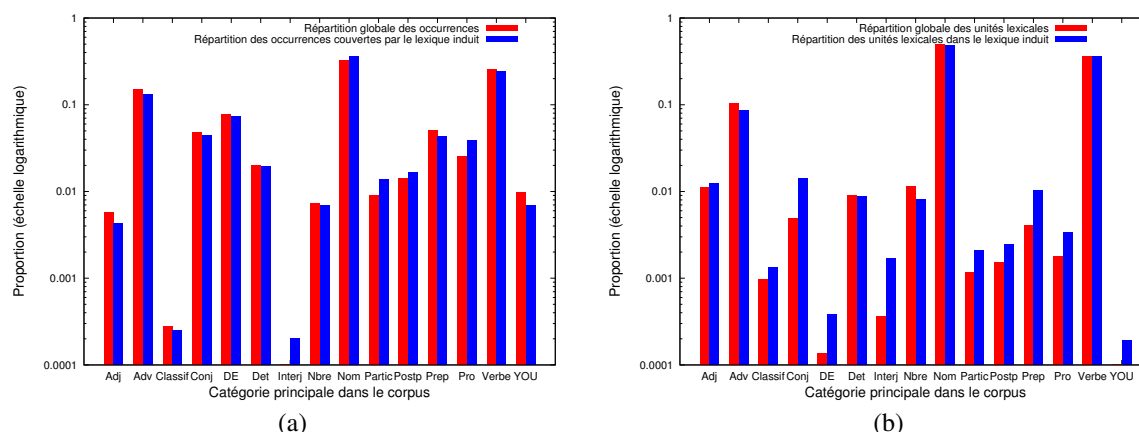 1
0.1
0.01
0.001
0.0001
Proportion (échelle logarithmique)
Répartition globale des occurrences
Répartition des occurrences couvertes par le lexique induit
Adj Adv Classif Conj DE Det Interj Nbre Nom Partic Postp Prep Pro Verbe YOU
Catégorie principale dans le corpus
(a)
1
0.1
0.01
0.001
0.0001
Proportion (échelle logarithmique)
Répartition globale des unités lexicales
Répartition des unités lexicales dans le lexique induit
Adj Adv Classif Conj DE Det Interj Nbre Nom Partic Postp Prep Pro Verbe YOU
Catégorie principale dans le corpus
(b)